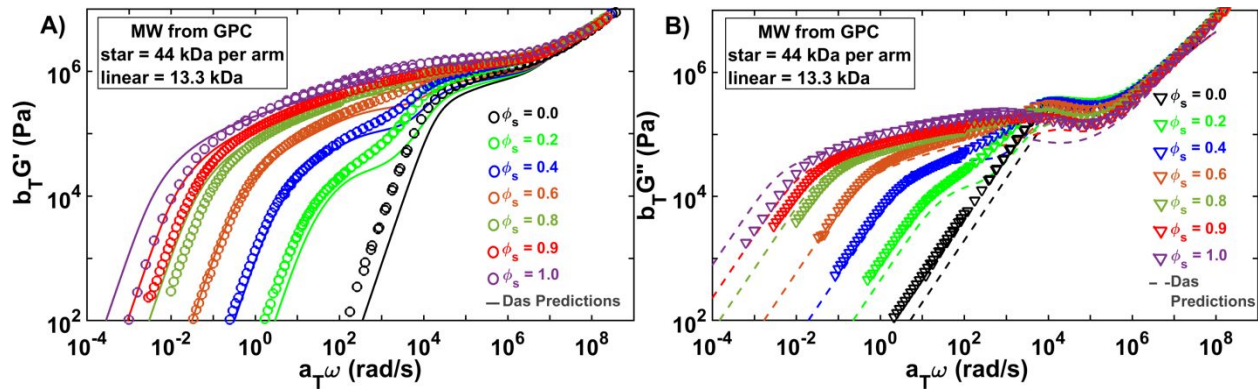 A)
MW from GPC
star = 44 kDa per arm
linear = 13.3 kDa
b_T G' (Pa)
10^6
10^4
10^2
ϕ_s = 0.0
ϕ_s = 0.2
ϕ_s = 0.4
ϕ_s = 0.6
ϕ_s = 0.8
ϕ_s = 0.9
ϕ_s = 1.0
Das Predictions
10^-4 10^-2 10^0 10^2 10^4 10^6 10^8
a_T ω (rad/s)
B)
MW from GPC
star = 44 kDa per arm
linear = 13.3 kDa
b_T G'' (Pa)
10^6
10^4
10^2
ϕ_s = 0.0
ϕ_s = 0.2
ϕ_s = 0.4
ϕ_s = 0.6
ϕ_s = 0.8
ϕ_s = 0.9
ϕ_s = 1.0
Das
Predictions
10^-4 10^-2 10^0 10^2 10^4 10^6 10^8
a_T ω (rad/s)